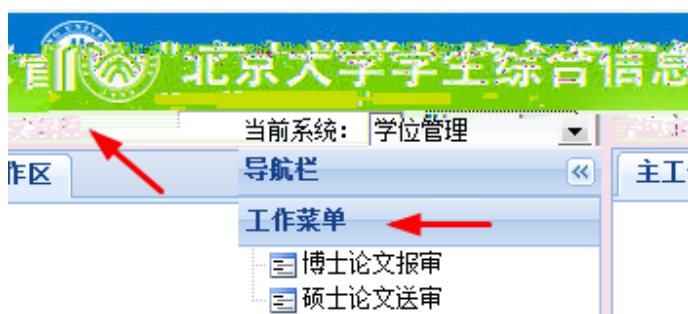 北京大学学生综合信息
当前系统： 学位管理
作区
导航栏
主工
工作菜单
博士论文报审
硕士论文送审